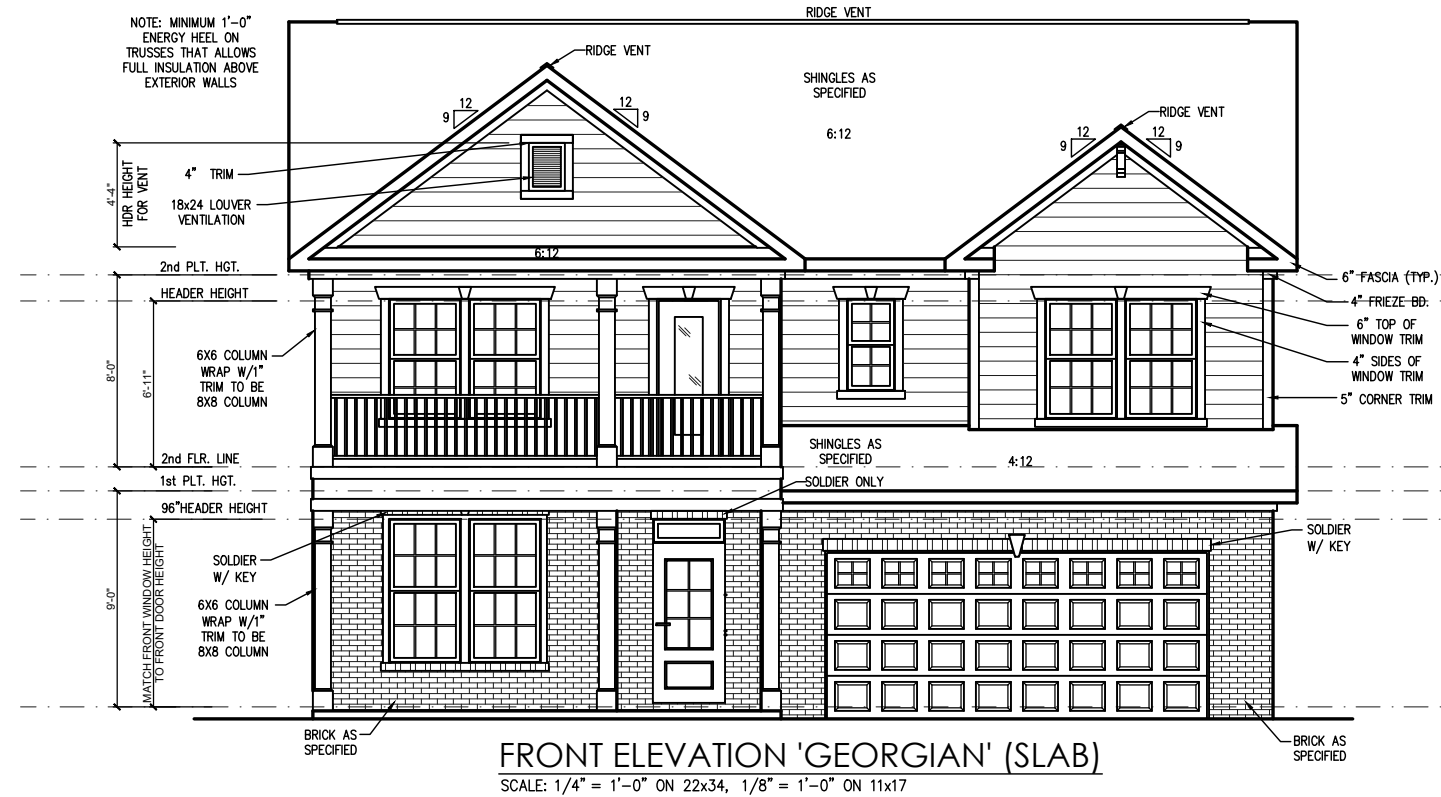 RIDGE VENT
NOTE: MINIMUM 1'-0"
ENERGY HEEL ON
TRUSSES THAT ALLOWS
FULL INSULATION ABOVE
EXTERIOR WALLS
RIDGE VENT
SHINGLES AS
SPECIFIED
6:12
12
9
12
9
RIDGE VENT
12
9
12
9
4'-4"
HDR HEIGHT
FOR VENT
4" TRIM
18x24 LOUVER
VENTILATION
6:12
2nd PLT. HGT.
HEADER HEIGHT
6" FASCIA (TYP.)
4" FRIEZE BD.
6" TOP OF
WINDOW TRIM
4" SIDES OF
WINDOW TRIM
5" CORNER TRIM
8'-0"
6'-11"
6X6 COLUMN
WRAP W/1"
TRIM TO BE
8X8 COLUMN
2nd FLR. LINE
1st PLT. HGT.
SHINGLES AS
SPECIFIED
4:12
SOLDIER ONLY
96"HEADER HEIGHT
9'-0"
MATCH FRONT WINDOW HEIGHT
TO FRONT DOOR HEIGHT
SOLDIER
W/ KEY
6X6 COLUMN
WRAP W/1"
TRIM TO BE
8X8 COLUMN
SOLDIER
W/ KEY
BRICK AS
SPECIFIED
BRICK AS
SPECIFIED
FRONT ELEVATION 'GEORGIAN' (SLAB)
SCALE: 1/4" = 1'-0" ON 22x34, 1/8" = 1'-0" ON 11x17